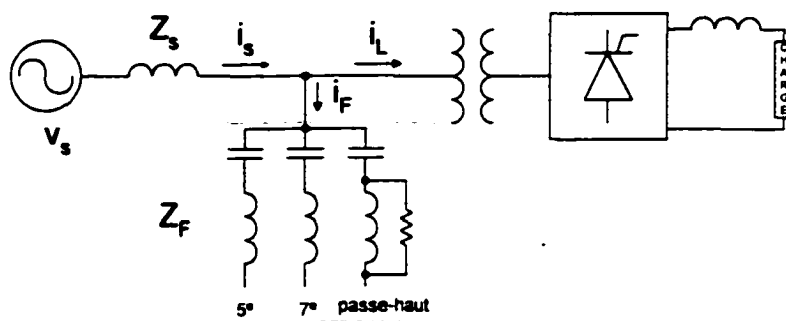 Z_s
i_s
i_L
i_F
v_s
CHARGE
Z_F
5e
7e
passe-haut